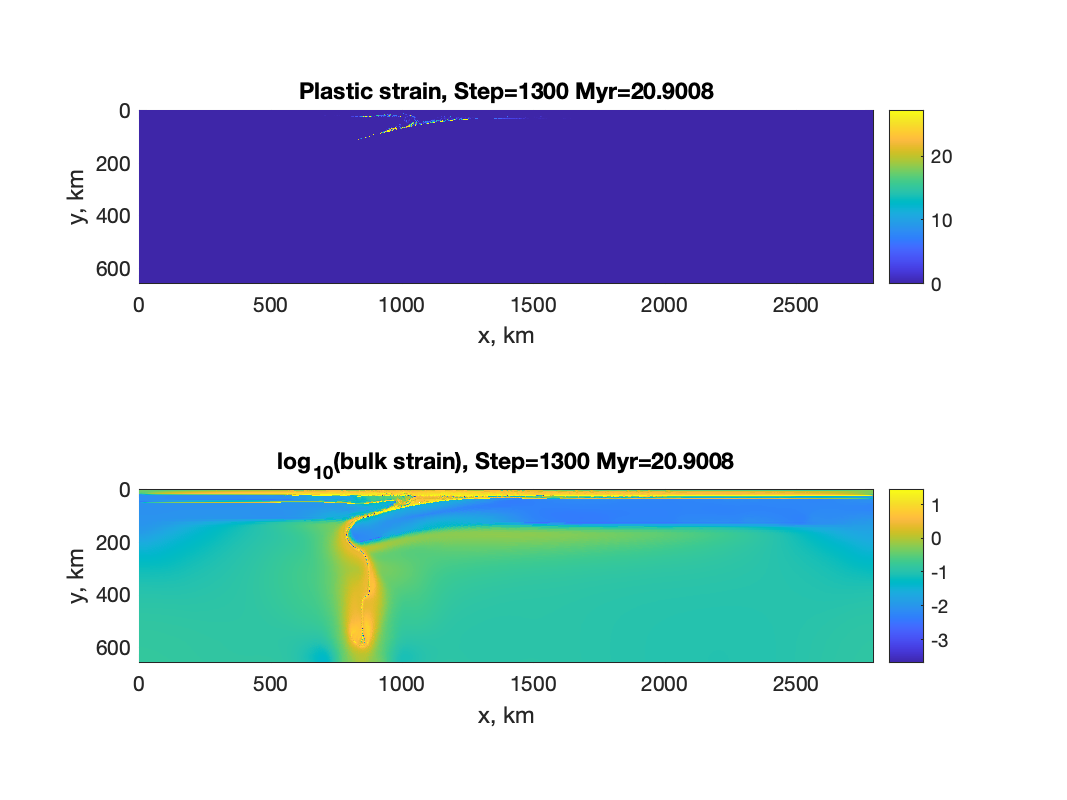 Plastic strain, Step=1300 Myr=20.9008
0
200
400
600
y, km
0 500 1000 1500 2000 2500
x, km
20
10
0
log10(bulk strain), Step=1300 Myr=20.9008
0
200
400
600
y, km
0 500 1000 1500 2000 2500
x, km
1
0
-1
-2
-3